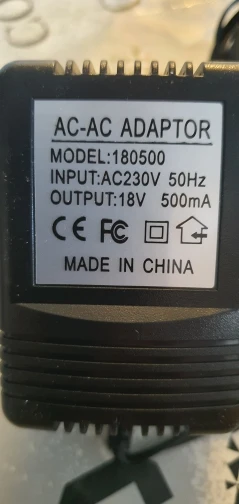 AC-AC ADAPTOR
MODEL:180500
INPUT:AC230V 50Hz
OUTPUT:18V 500mA
CE FC
MADE IN CHINA